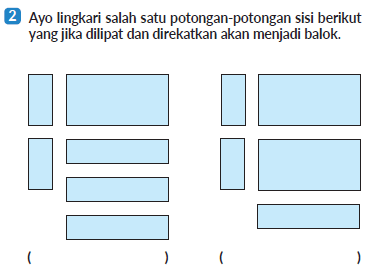 2 Ayo lingkari salah satu potongan-potongan sisi berikut
yang jika dilipat dan direkatkan akan menjadi balok.
( ) ( )